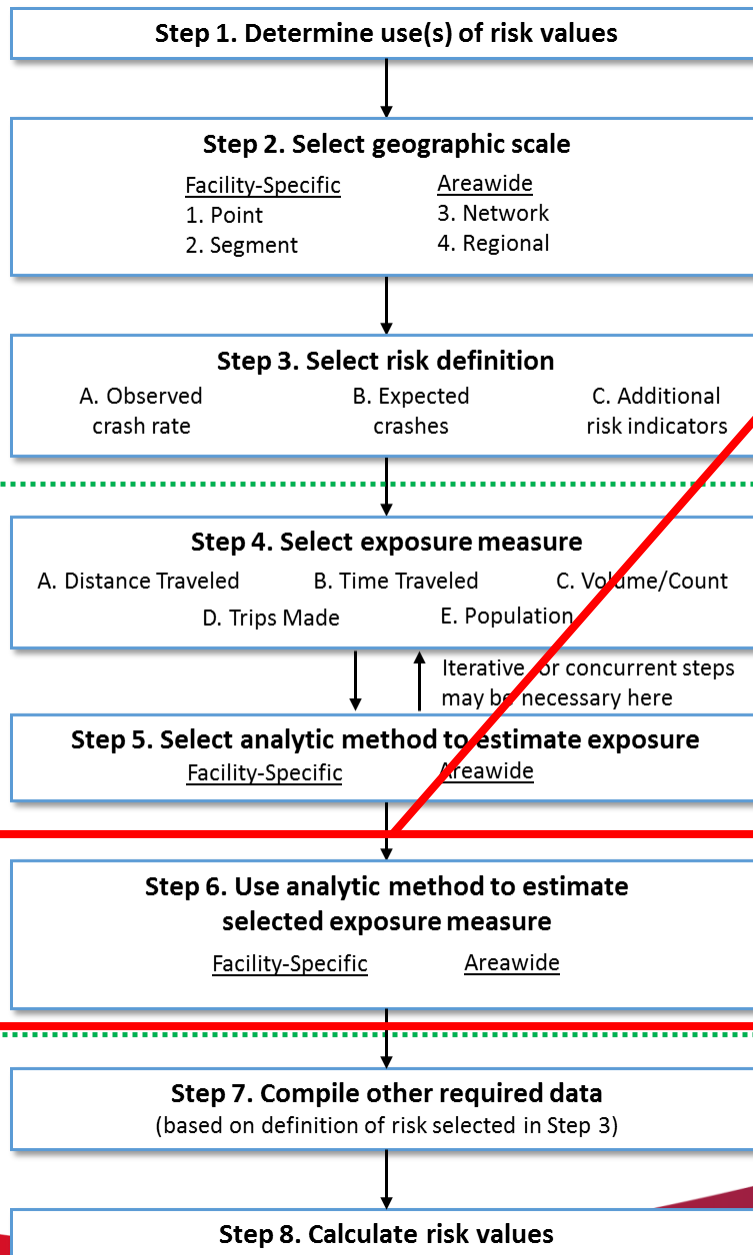 Step 1. Determine use(s) of risk values
Step 2. Select geographic scale
Facility-Specific
1. Point
2. Segment
Areawide
3. Network
4. Regional
Step 3. Select risk definition
A. Observed
crash rate
B. Expected
crashes
C. Additional
risk indicators
Step 4. Select exposure measure
A. Distance Traveled B. Time Traveled C. Volume/Count
D. Trips Made E. Population
Iterative or concurrent steps
may be necessary here
Step 5. Select analytic method to estimate exposure
Facility-Specific Areawide
Step 6. Use analytic method to estimate
selected exposure measure
Facility-Specific Areawide
Step 7. Compile other required data
(based on definition of risk selected in Step 3)
Step 8. Calculate risk values